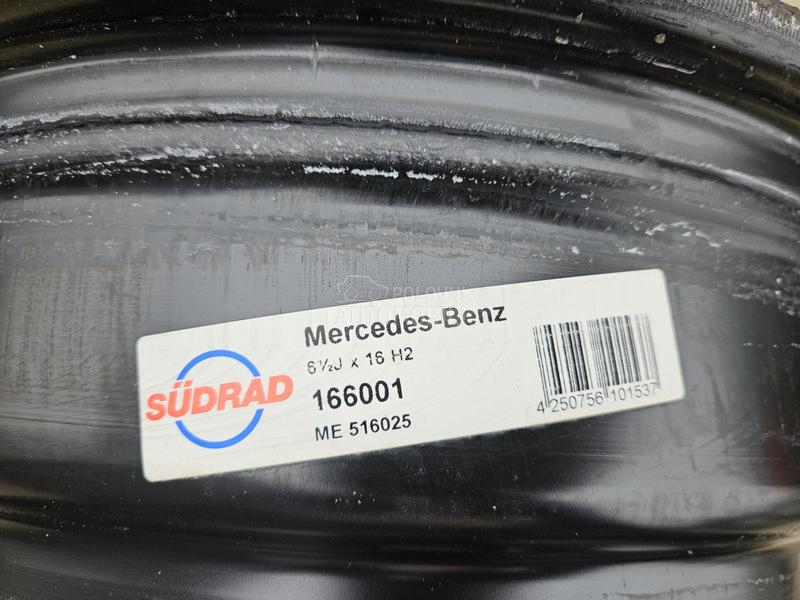 SÜDRAD
Mercedes-Benz
6½J x 16 H2
166001
ME 516025
4 250756 101537